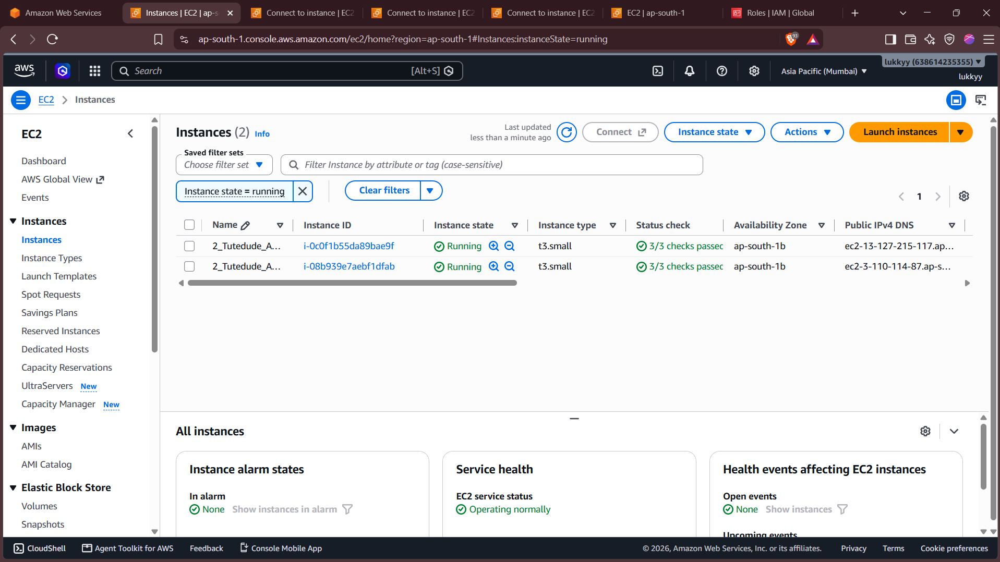 Amazon Web Services
Instances | EC2 | ap-s
Connect to instance | EC2
Connect to instance | EC2
Connect to instance | EC2
EC2 | ap-south-1
Roles | IAM | Global
ap-south-1.console.aws.amazon.com/ec2/home?region=ap-south-1#Instances:instanceState=running
93
aws
Search
[Alt+S]
Asia Pacific (Mumbai)
lukkyy (638614235355)
lukkyy
EC2
Instances
EC2
Dashboard
AWS Global View
Events
Instances
Instances
Instance Types
Launch Templates
Spot Requests
Savings Plans
Reserved Instances
Dedicated Hosts
Capacity Reservations
UltraServers New
Capacity Manager New
Images
AMIs
AMI Catalog
Elastic Block Store
Volumes
Snapshots
Instances (2) Info
Last updated
less than a minute ago
Connect
Instance state
Actions
Launch instances
Saved filter sets
Choose filter set
Filter Instance by attribute or tag (case-sensitive)
Instance state = running
Clear filters
1
Name Instance ID Instance state Instance type Status check Availability Zone Public IPv4 DNS
2_Tutedude_A... i-0c0f1b55da89bae9f Running t3.small 3/3 checks passed ap-south-1b ec2-13-127-215-117.ap...
2_Tutedude_A... i-08b939e7aebf1dfab Running t3.small 3/3 checks passed ap-south-1b ec2-3-110-114-87.ap-s...
All instances
Instance alarm states
In alarm
None Show instances in alarm
Service health
EC2 service status
Operating normally
Health events affecting EC2 instances
Open events
None Show instances
Upcoming events
CloudShell
Agent Toolkit for AWS
Feedback
Console Mobile App
© 2026, Amazon Web Services, Inc. or its affiliates.
Privacy
Terms
Cookie preferences